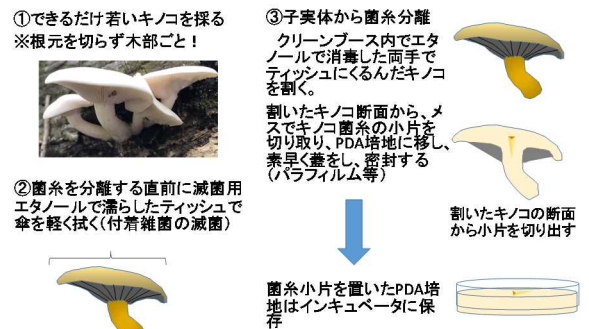 ①できるだけ若いキノコを採る
※根元を切らず木部ごと！
②菌糸を分離する直前に滅菌用
エタノールで濡らしたティッシュで
傘を軽く拭く(付着雑菌の滅菌)
③子実体から菌糸分離
クリーンブース内でエタ
ノールで消毒した両手で
ティッシュにくるんだキノコ
を割く。
割いたキノコ断面から、メ
スでキノコ菌糸の小片を
切り取り、PDA培地に移し、
素早く蓋をし、密封する
(パラフィルム等)
割いたキノコの断面
から小片を切り出す
菌糸小片を置いたPDA培
地はインキュベータに保
存